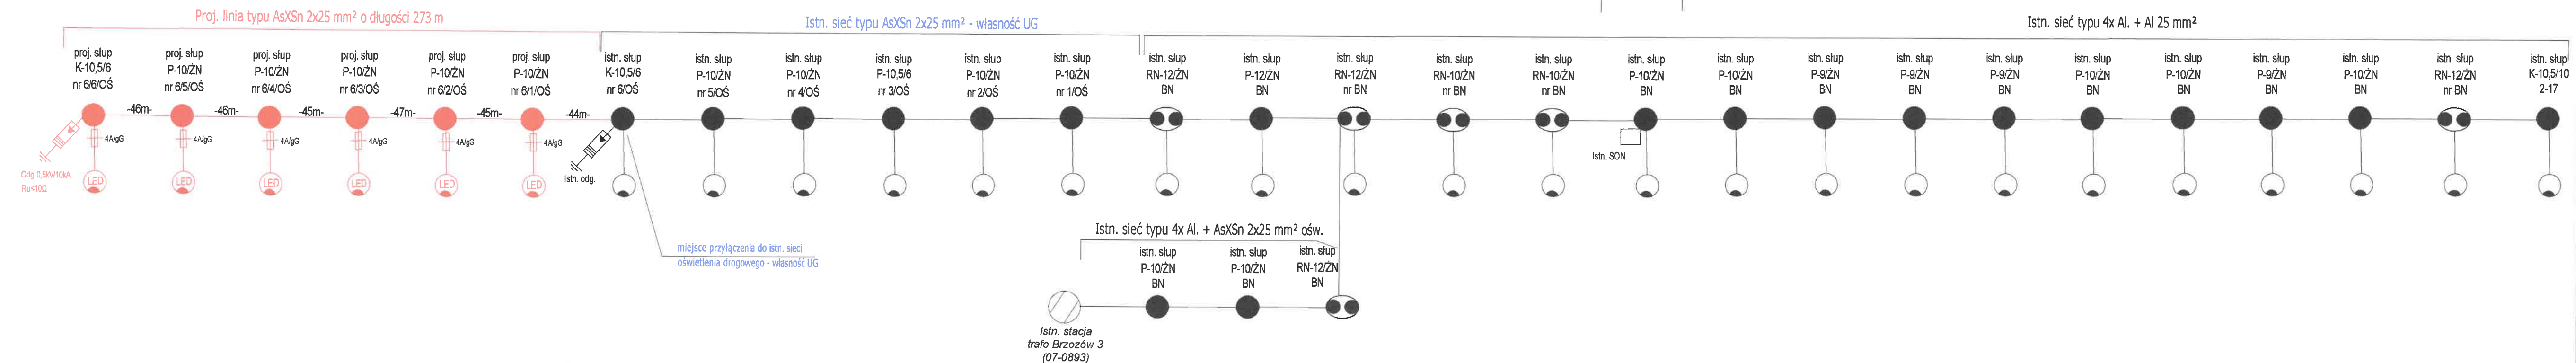 Proj. linia typu AsXSn 2x25 mm² o długości 273 m
Istn. sieć typu AsXSn 2x25 mm² - własność UG
Istn. sieć typu 4x Al. + Al 25 mm²
proj. słup
K-10,5/6
nr 6/6/OŚ
proj. słup
P-10/ŻN
nr 6/5/OŚ
proj. słup
P-10/ŻN
nr 6/4/OŚ
proj. słup
P-10/ŻN
nr 6/3/OŚ
proj. słup
P-10/ŻN
nr 6/2/OŚ
proj. słup
P-10/ŻN
nr 6/1/OŚ
istn. słup
K-10,5/6
nr 6/OŚ
istn. słup
P-10/ŻN
nr 5/OŚ
istn. słup
P-10/ŻN
nr 4/OŚ
istn. słup
P-10,5/6
nr 3/OŚ
istn. słup
P-10/ŻN
nr 2/OŚ
istn. słup
P-10/ŻN
nr 1/OŚ
istn. słup
RN-12/ŻN
BN
istn. słup
P-12/ŻN
BN
istn. słup
RN-12/ŻN
nr BN
istn. słup
RN-10/ŻN
nr BN
istn. słup
RN-10/ŻN
nr BN
istn. słup
P-10/ŻN
BN
istn. słup
P-10/ŻN
BN
istn. słup
P-9/ŻN
BN
istn. słup
P-9/ŻN
BN
istn. słup
P-9/ŻN
BN
istn. słup
P-10/ŻN
BN
istn. słup
P-10/ŻN
BN
istn. słup
P-9/ŻN
BN
istn. słup
P-10/ŻN
BN
istn. słup
RN-12/ŻN
nr BN
istn. słup
K-10,5/10
2-17
-46m-
-46m-
-45m-
-47m-
-45m-
-44m-
4A/gG
4A/gG
4A/gG
4A/gG
4A/gG
4A/gG
Odg 0,5kV/10kA
Ru<10Ω
LED
LED
LED
LED
LED
LED
Istn. odg.
Istn. SON
miejsce przyłączenia do istn. sieci
oświetlenia drogowego - własność UG
Istn. sieć typu 4x Al. + AsXSn 2x25 mm² ośw.
istn. słup
P-10/ŻN
BN
istn. słup
P-10/ŻN
BN
istn. słup
RN-12/ŻN
BN
Istn. stacja
trafo Brzozów 3
(07-0893)